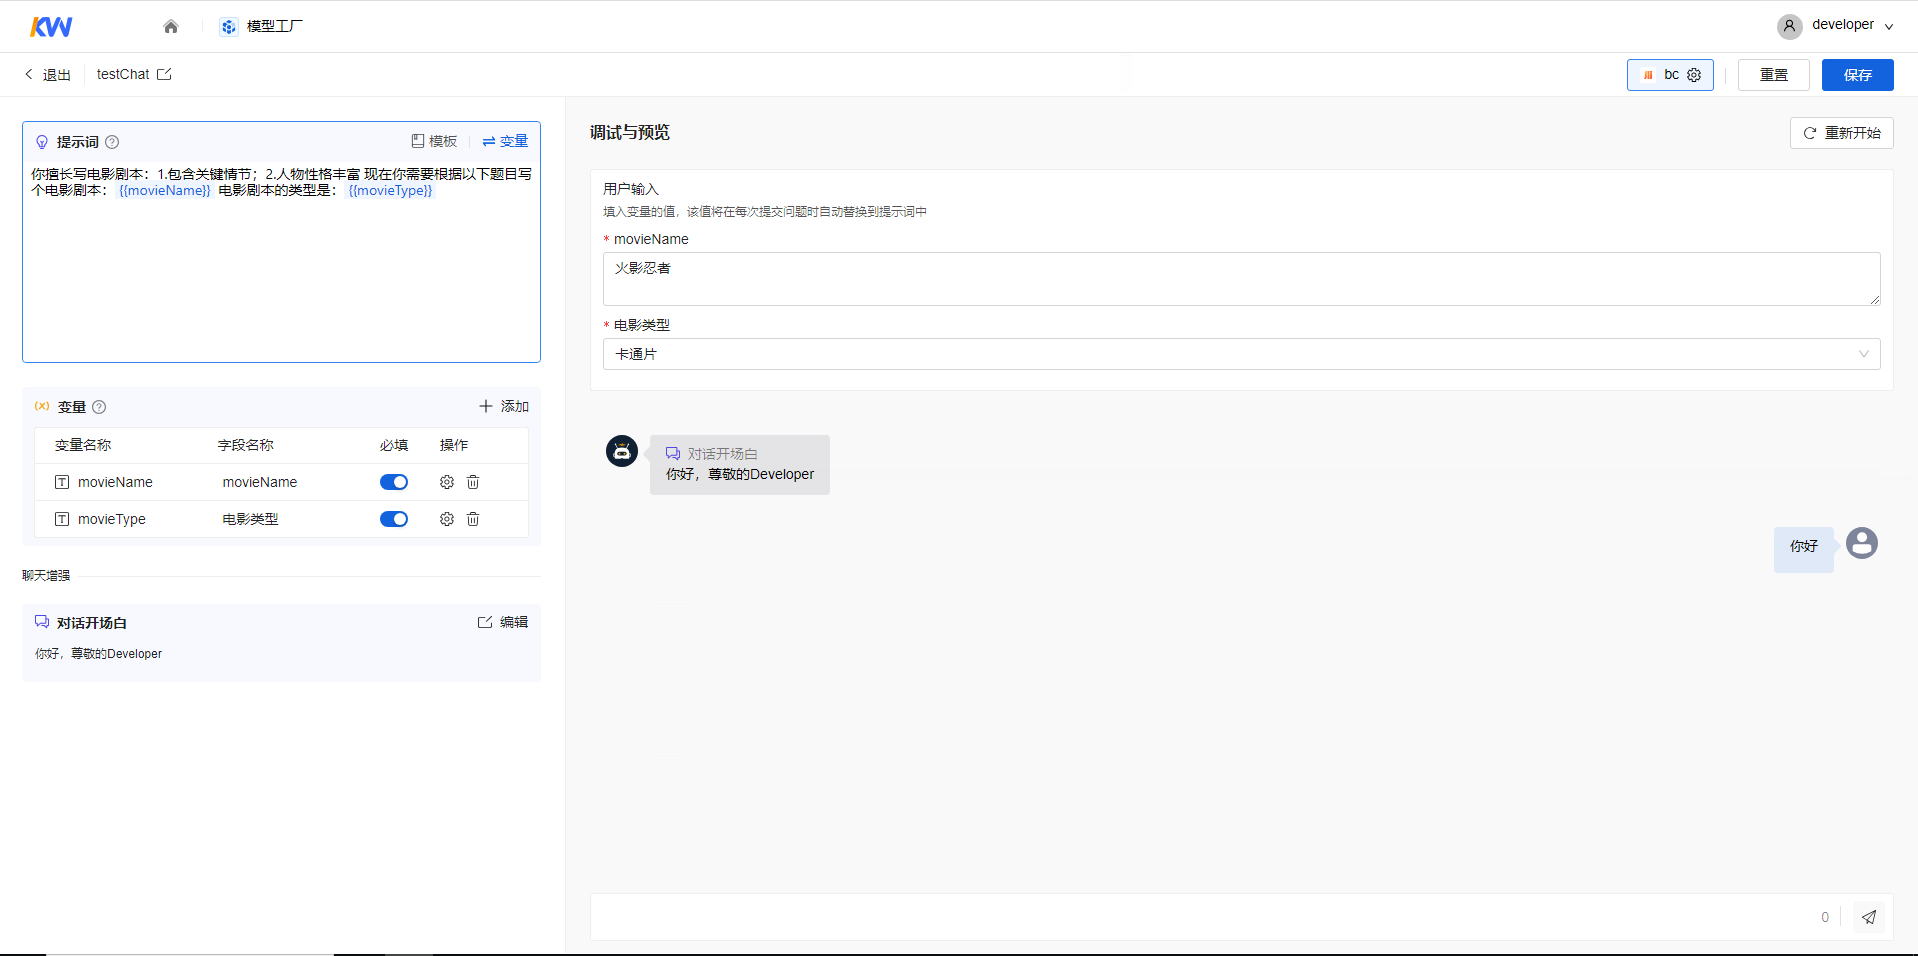 KW
模型工厂
developer
退出
testChat
bc
重置
保存
提示词
模板
变量
你擅长写电影剧本：1.包含关键情节；2.人物性格丰富 现在你需要根据以下题目写
个电影剧本： {{movieName}} 电影剧本的类型是： {{movieType}}
变量
添加
变量名称 字段名称 必填 操作
movieName movieName
movieType 电影类型
聊天增强
对话开场白
编辑
你好，尊敬的Developer
调试与预览
重新开始
用户输入
填入变量的值，该值将在每次提交问题时自动替换到提示词中
* movieName
火影忍者
* 电影类型
卡通片
对话开场白
你好，尊敬的Developer
你好
0